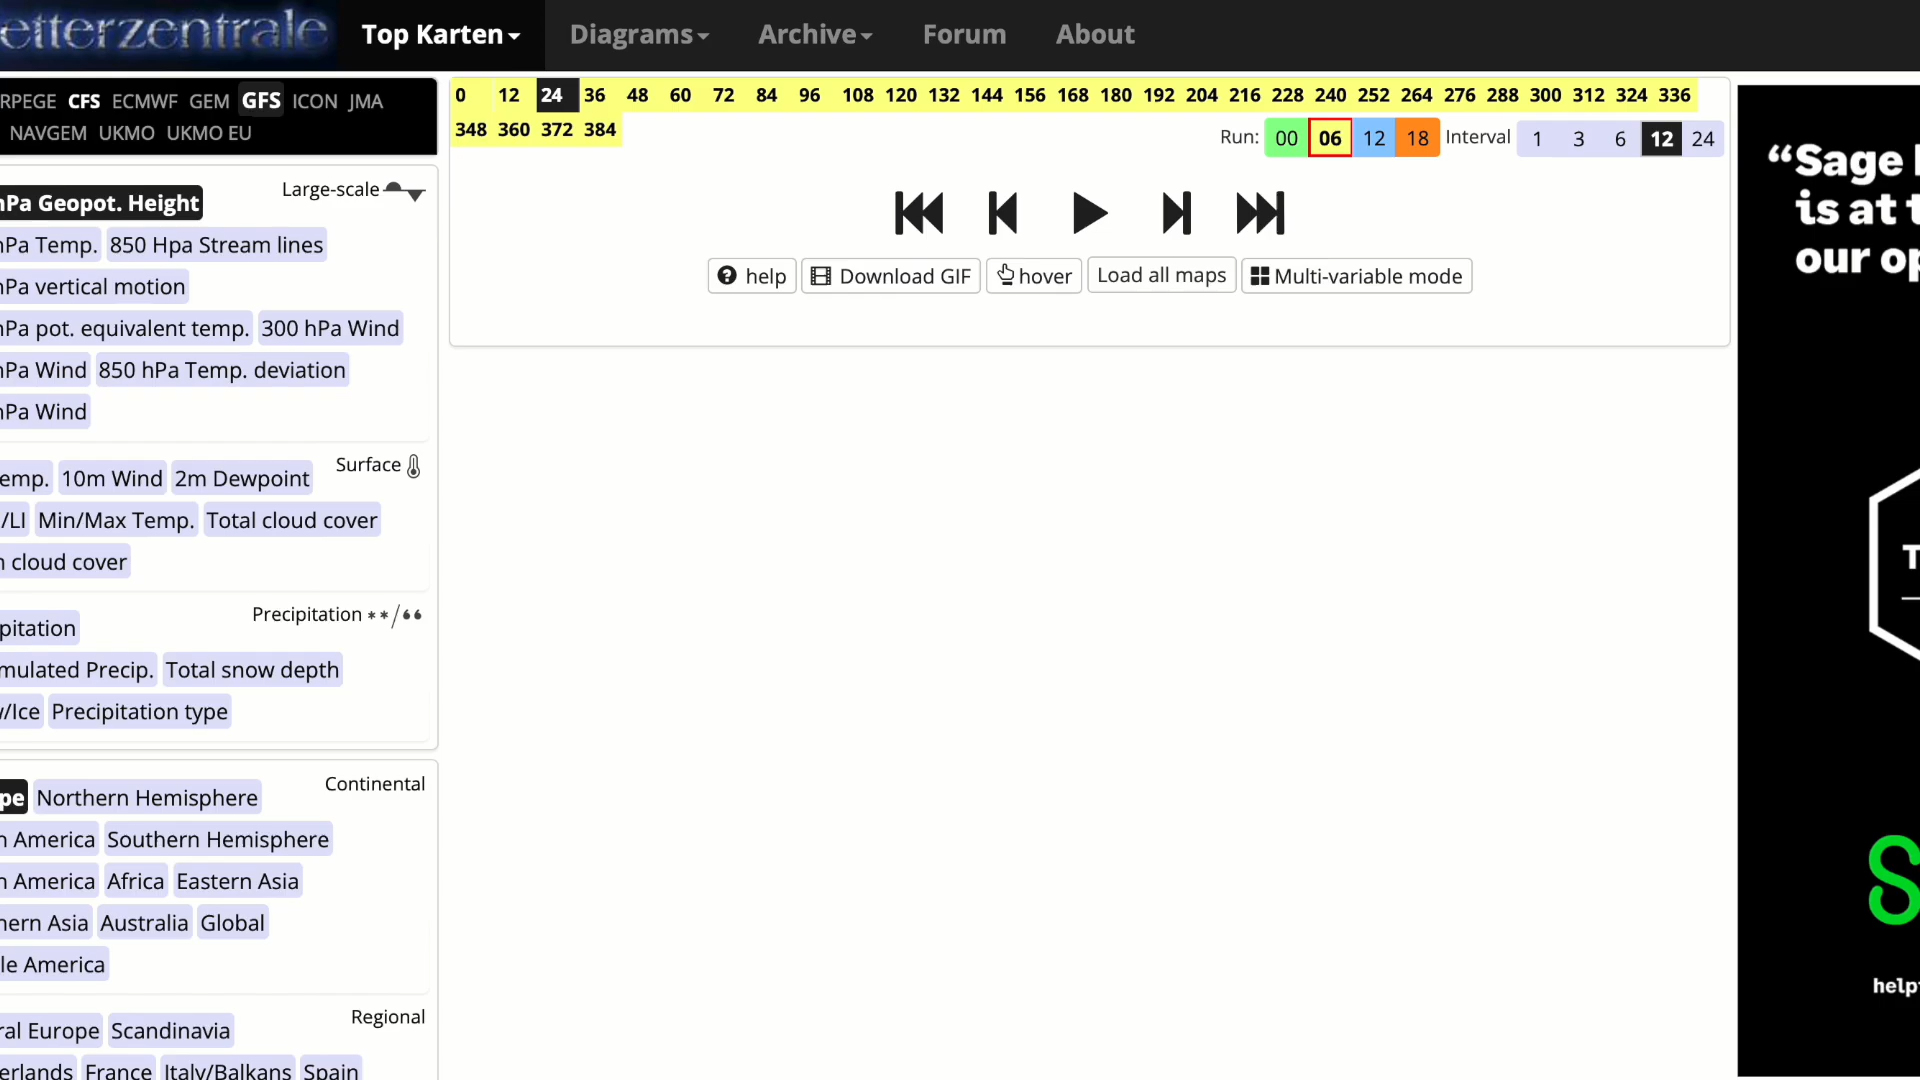 etterzentrale Top Karten Diagrams Archive Forum About
RPEGE CFS ECMWF GEM GFS ICON JMA
NAVGEM UKMO UKMO EU
0 12 24 36 48 60 72 84 96 108 120 132 144 156 168 180 192 204 216 228 240 252 264 276 288 300 312 324 336
348 360 372 384
Run: 00 06 12 18 Interval 1 3 6 12 24
help Download GIF hover Load all maps Multi-variable mode
Large-scale
hPa Geopot. Height
hPa Temp. 850 Hpa Stream lines
hPa vertical motion
hPa pot. equivalent temp. 300 hPa Wind
hPa Wind 850 hPa Temp. deviation
hPa Wind
Surface
emp. 10m Wind 2m Dewpoint
/LI Min/Max Temp. Total cloud cover
n cloud cover
Precipitation **/
pitation
mulated Precip. Total snow depth
/Ice Precipitation type
Continental
pe Northern Hemisphere
n America Southern Hemisphere
n America Africa Eastern Asia
hern Asia Australia Global
le America
Regional
ral Europe Scandinavia
erlands France Italy/Balkans Spain
“Sage
is at t
our op
T
S
help